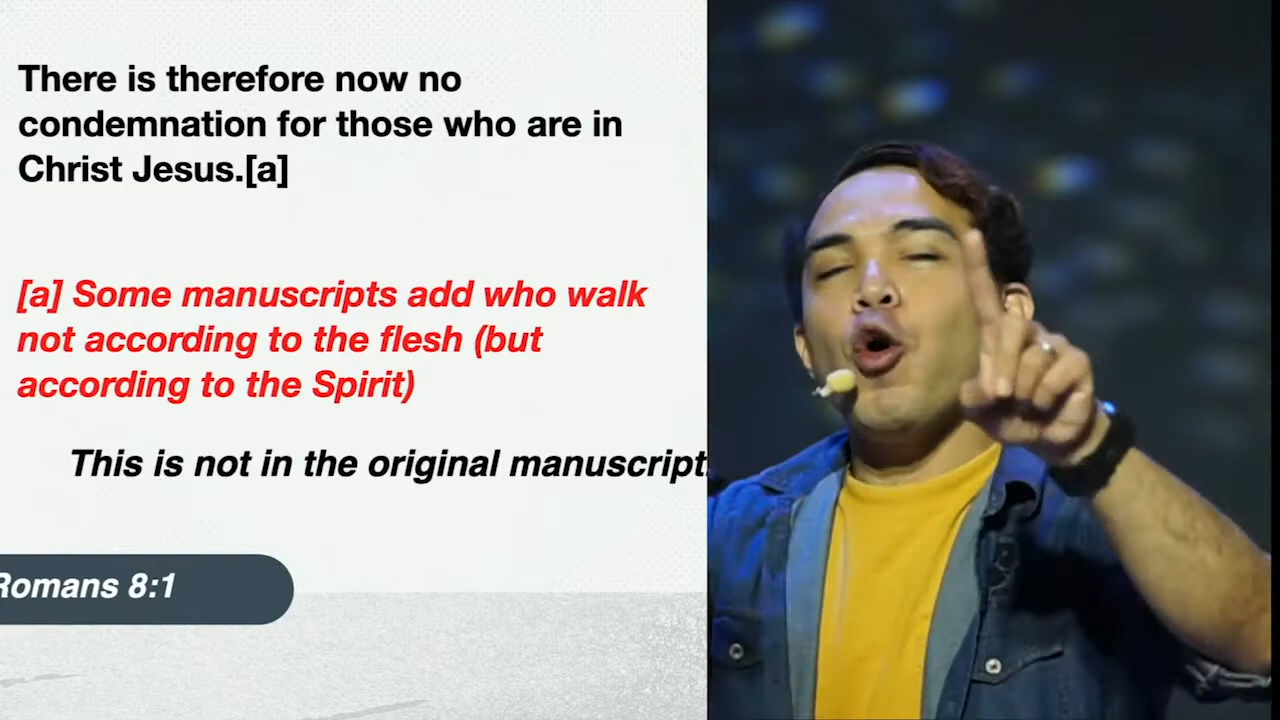 There is therefore now no
condemnation for those who are in
Christ Jesus.[a]
[a] Some manuscripts add who walk
not according to the flesh (but
according to the Spirit)
This is not in the original manuscript.
Romans 8:1